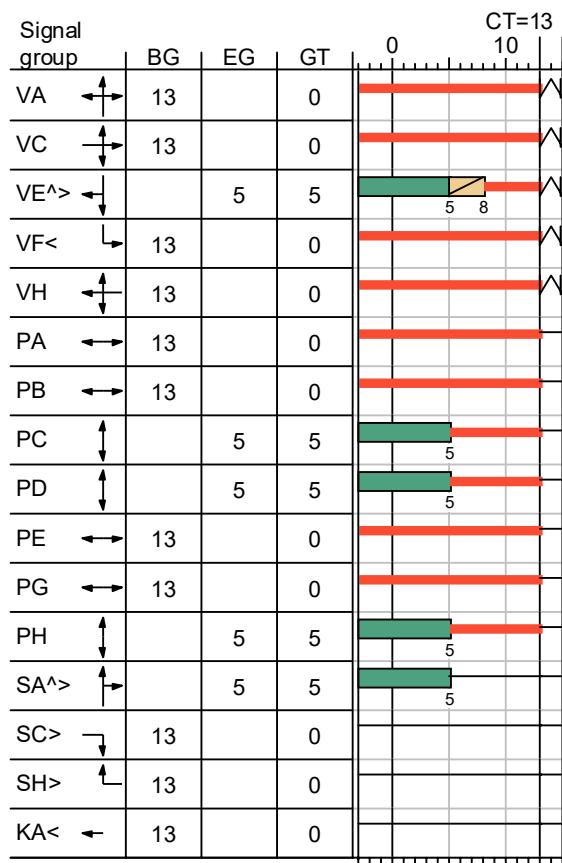 CT=13
Signal group BG EG GT 0 10
VA 13 0
VC 13 0
VE^> 5 5 5 8
VF< 13 0
VH 13 0
PA 13 0
PB 13 0
PC 5 5 5
PD 5 5 5
PE 13 0
PG 13 0
PH 5 5 5
SA^> 5 5 5
SC> 13 0
SH> 13 0
KA< 13 0